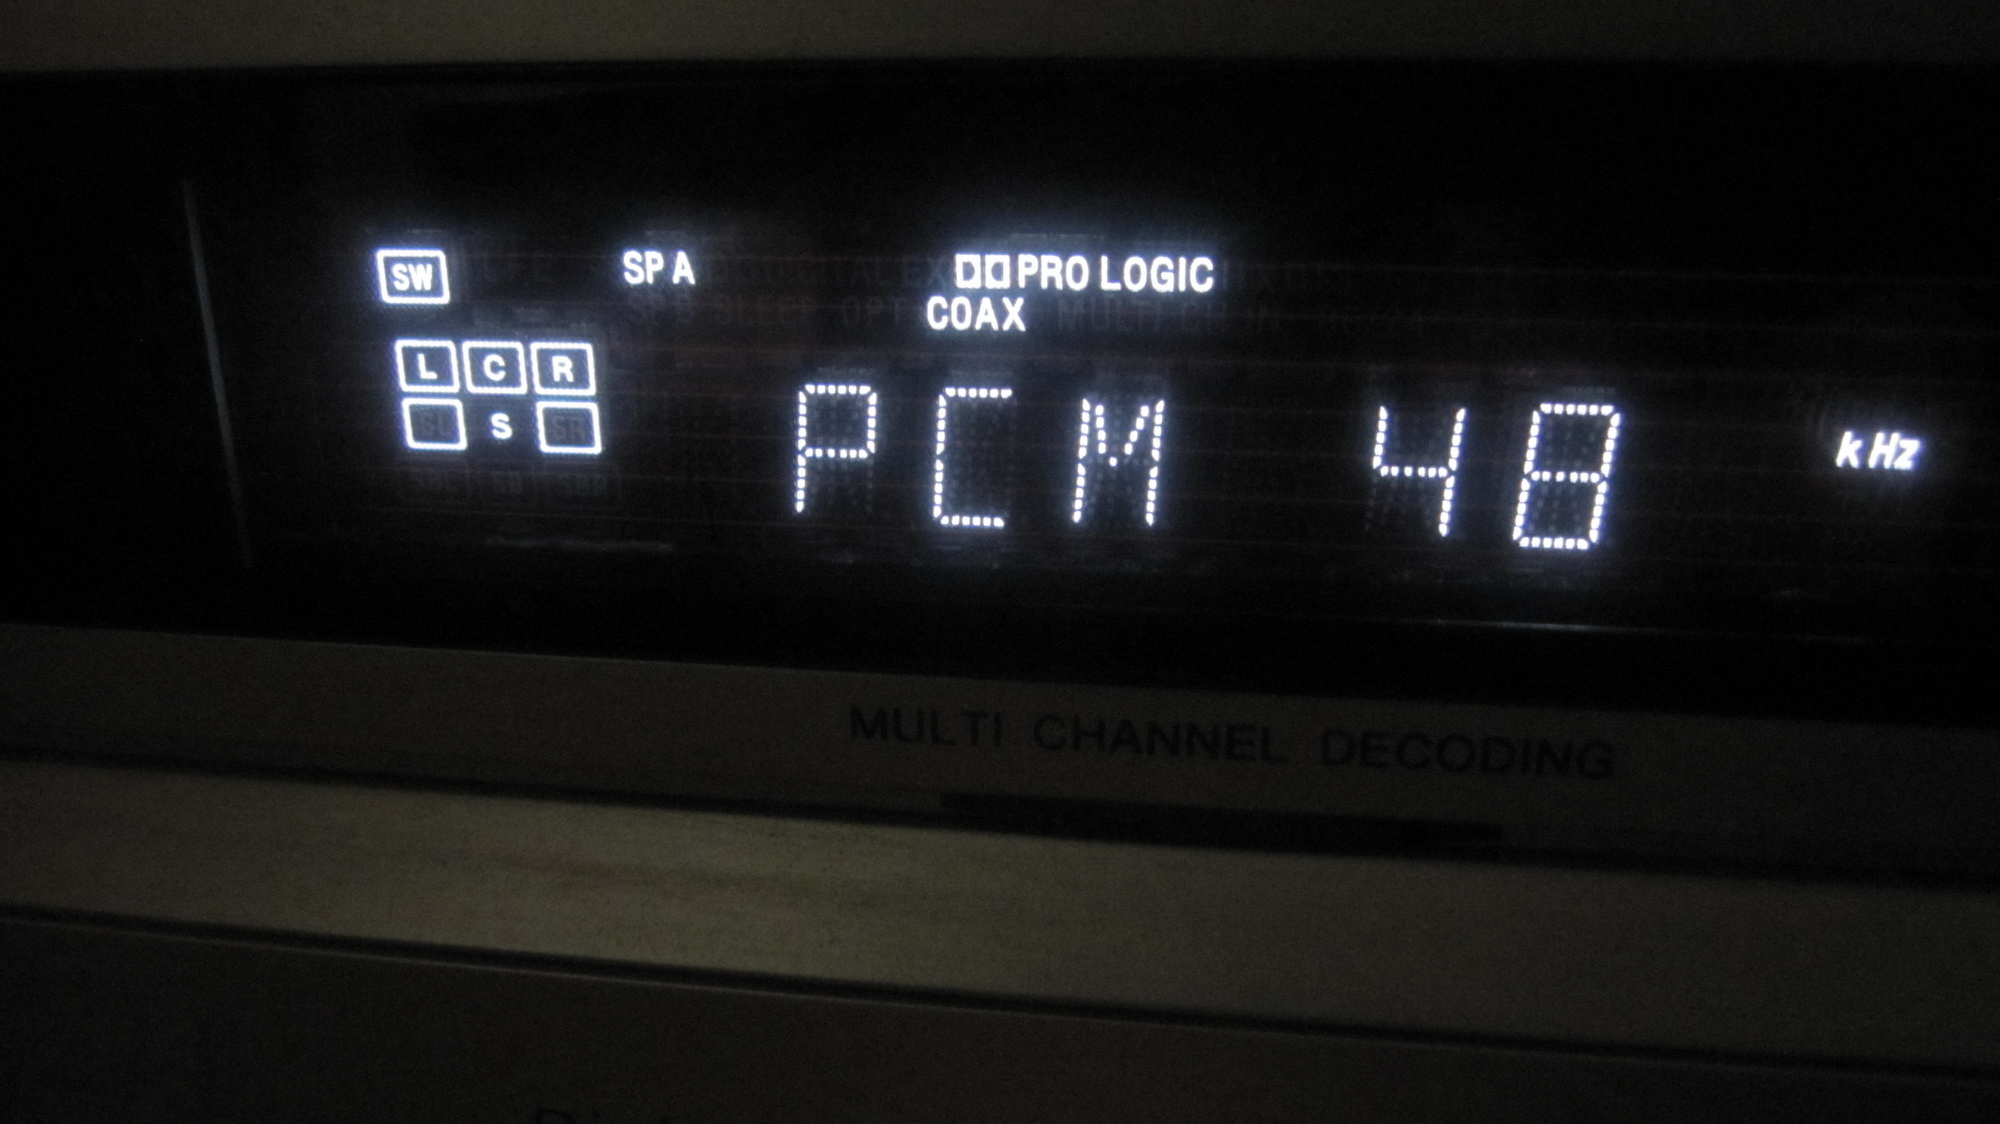 SW SP A PRO LOGIC
COAX
L C R
S
PCM 48 kHz
MULTI CHANNEL DECODING